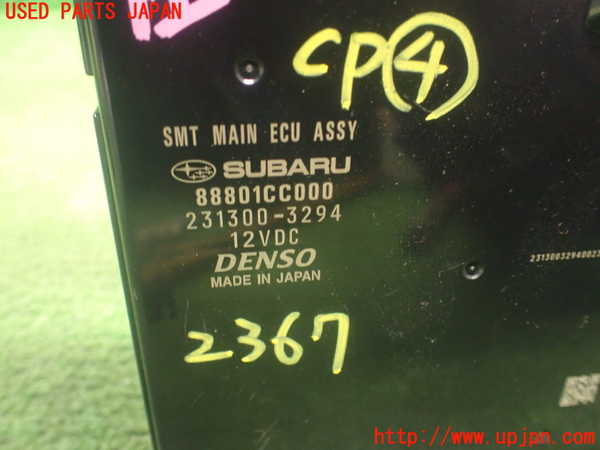 USED PARTS JAPAN
CP④
SMT MAIN ECU ASSY
SUBARU
88801CC000
231300-3294
12VDC
DENSO
MADE IN JAPAN
2313003294D023
2367
http://www.upjpn.com